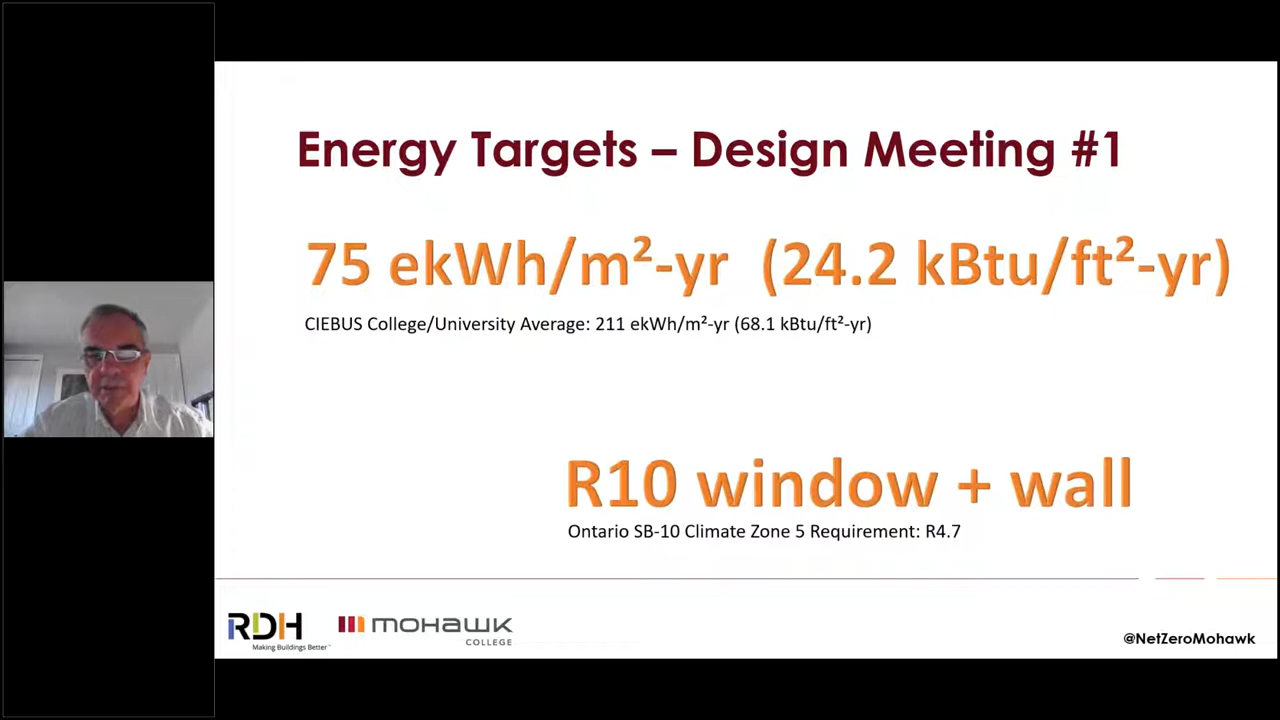 Energy Targets – Design Meeting #1
75 ekWh/m²-yr (24.2 kBtu/ft²-yr)
CIEBUS College/University Average: 211 ekWh/m²-yr (68.1 kBtu/ft²-yr)
R10 window + wall
Ontario SB-10 Climate Zone 5 Requirement: R4.7
RDH
Making Buildings Better™
mohawk
COLLEGE
@NetZeroMohawk